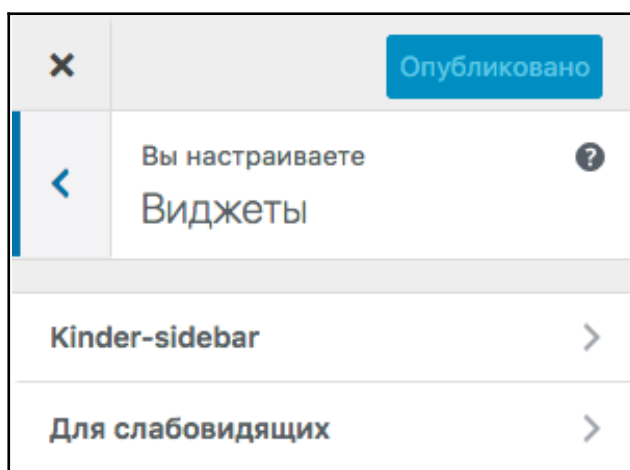 Опубликовано
Вы настраиваете
Виджеты
Kinder-sidebar
Для слабовидящих